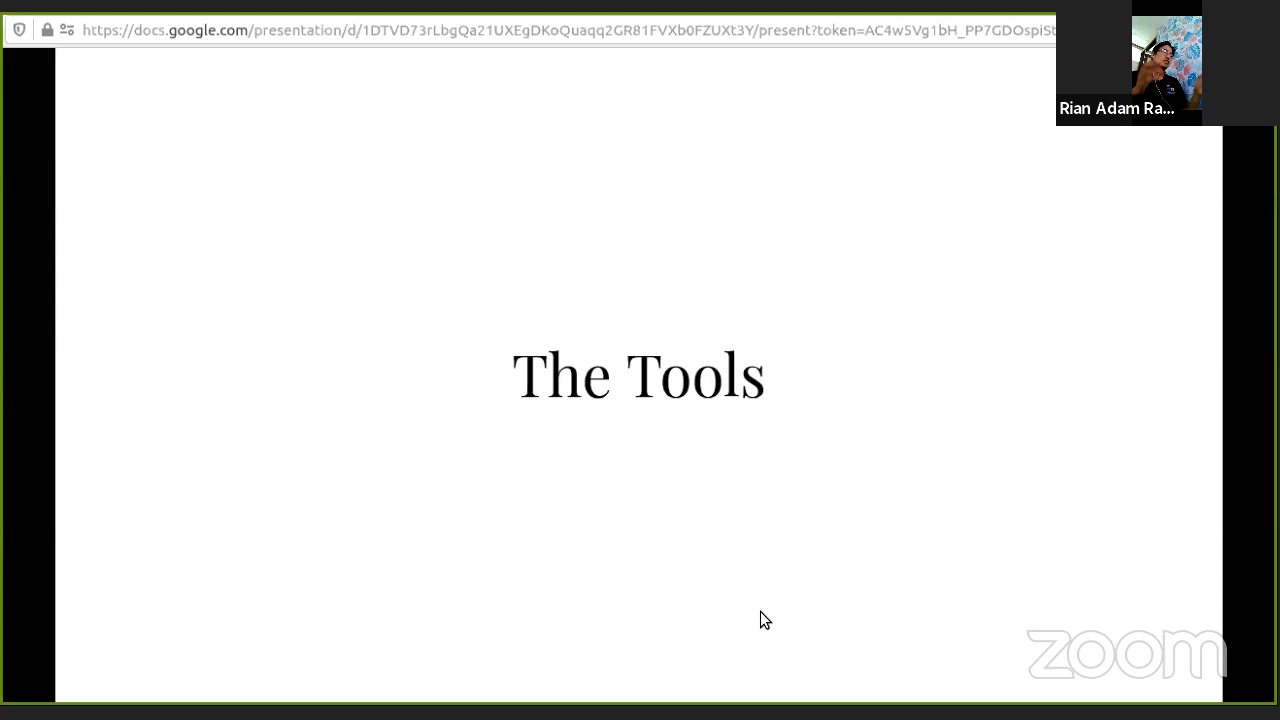 https://docs.google.com/presentation/d/1DTVD73rLbgQa21UXEgDKoQuaqq2GR81FVXb0FZUXt3Y/present?token=AC4w5Vg1bH_PP7GDOspiSt
Rian Adam Ra...
The Tools
zoom